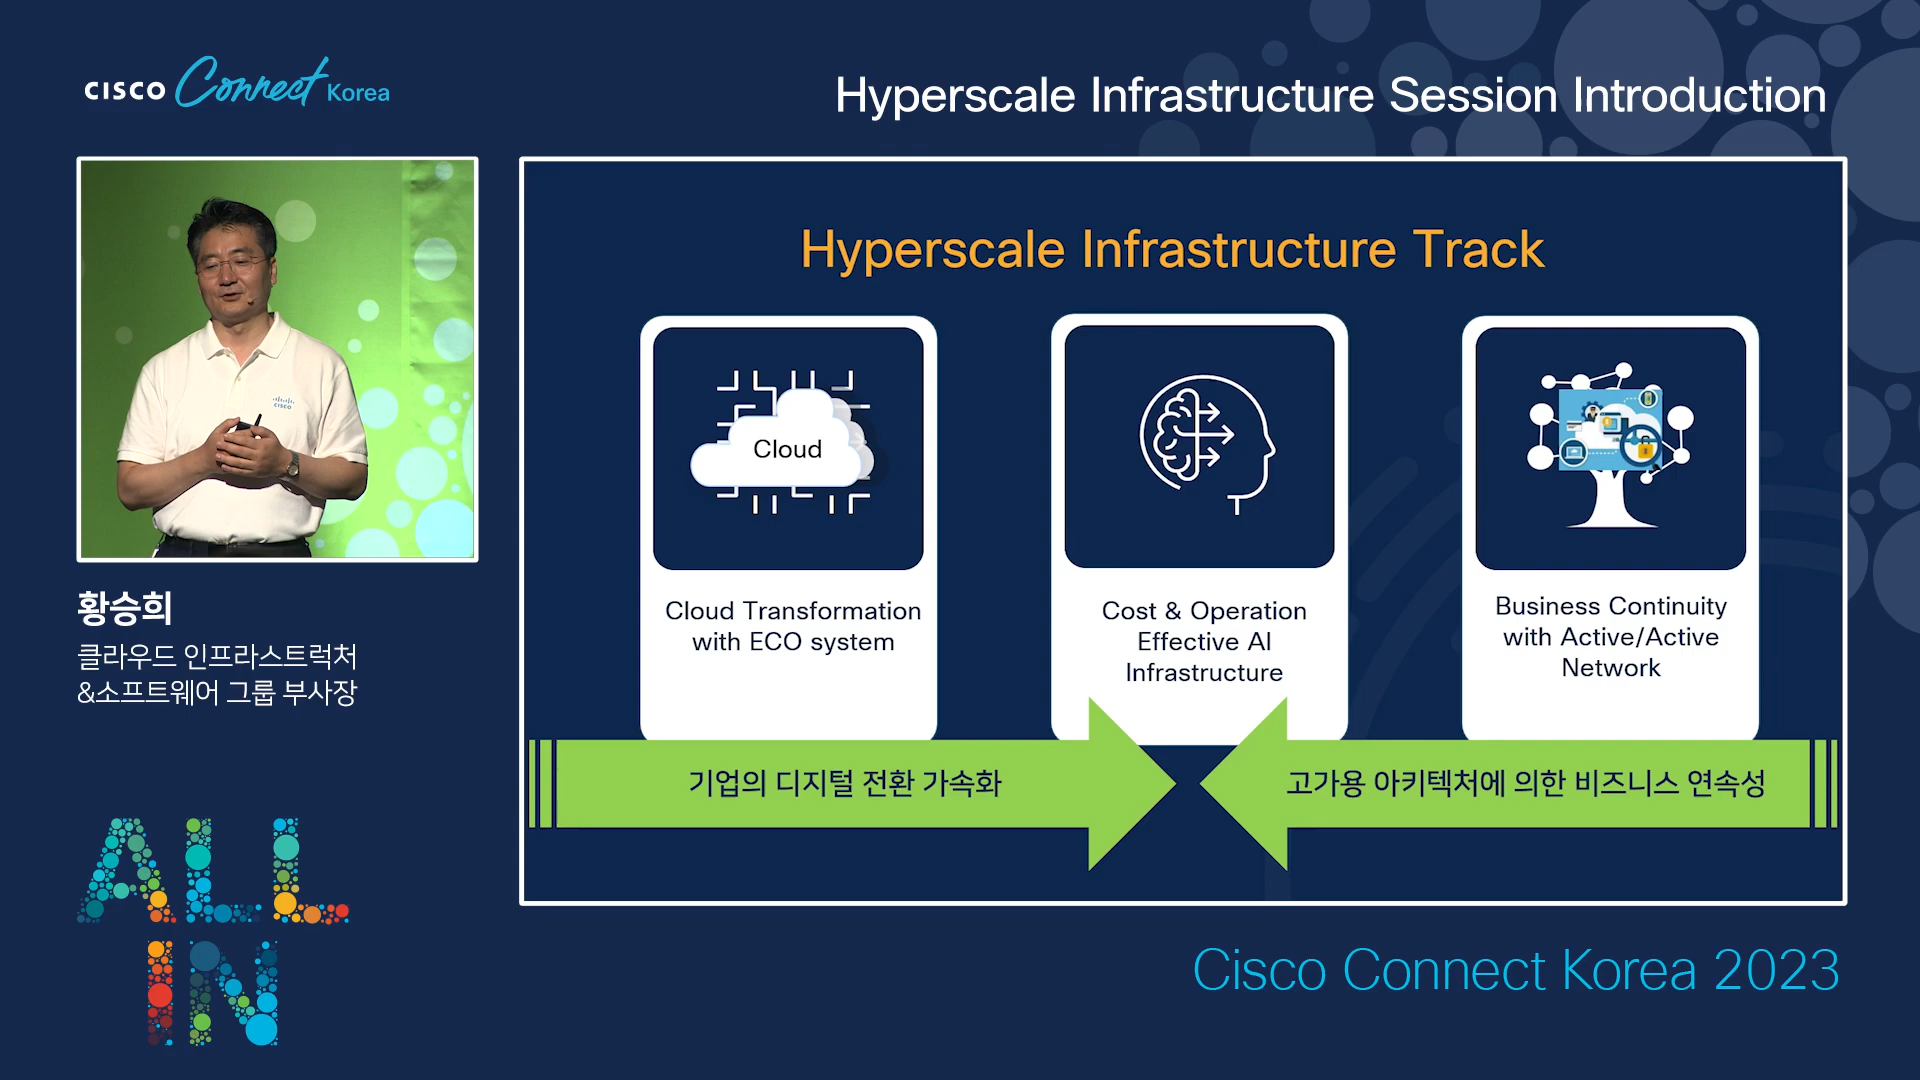 CISCO Connect Korea
Hyperscale Infrastructure Session Introduction
Hyperscale Infrastructure Track
Cloud
Cloud Transformation
with ECO system
Cost & Operation
Effective AI
Infrastructure
Business Continuity
with Active/Active
Network
기업의 디지털 전환 가속화
고가용 아키텍처에 의한 비즈니스 연속성
CISCO
황승희
클라우드 인프라스트럭처
&소프트웨어 그룹 부사장
ALL
IN
Cisco Connect Korea 2023